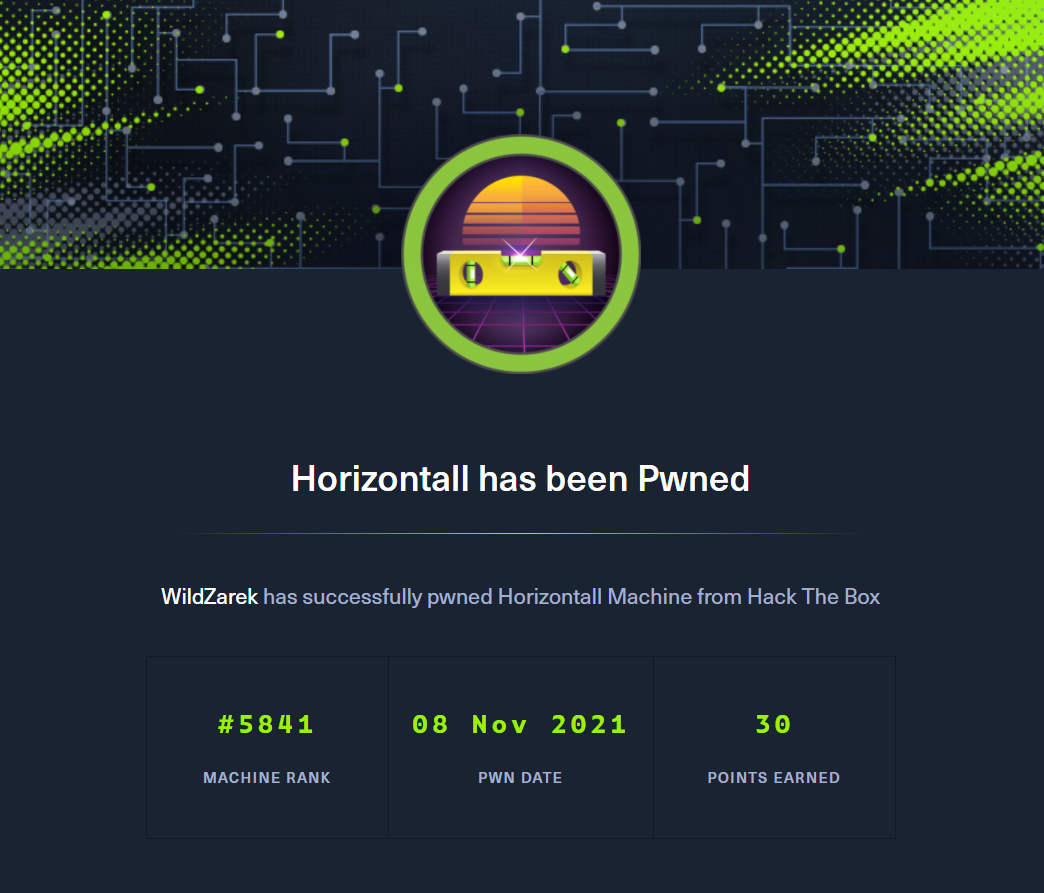 Horizontall has been Pwned
WildZarek has successfully pwned Horizontall Machine from Hack The Box
#5841
08 Nov 2021
30
MACHINE RANK
PWN DATE
POINTS EARNED